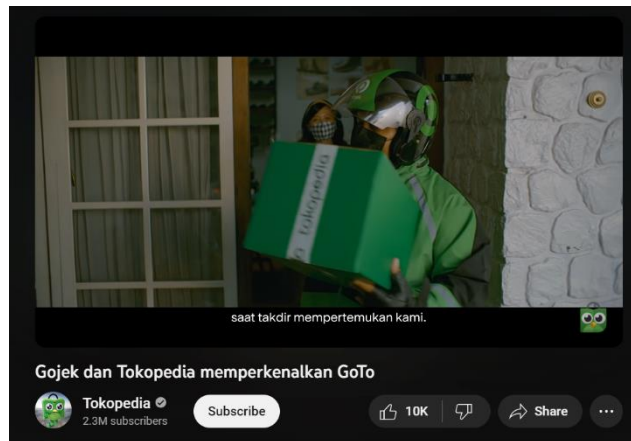 tokopedia
saat takdir mempertemukan kami.
Gojek dan Tokopedia memperkenalkan GoTo
Tokopedia
2.3M subscribers
Subscribe
10K
Share